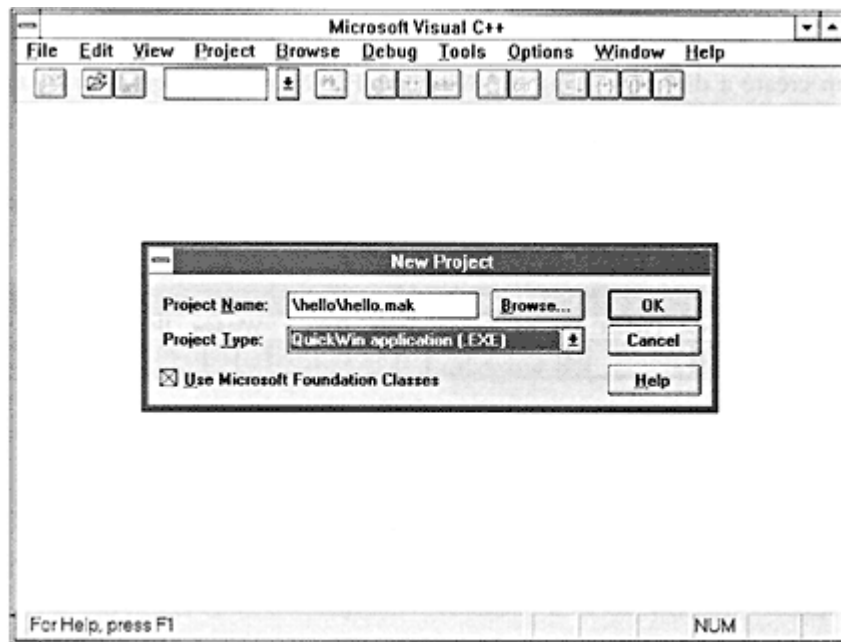 Microsoft Visual C++
File Edit View Project Browse Debug Tools Options Window Help
New Project
Project Name: \hello\hello.mak Browse... OK
Project Type: QuickWin application (.EXE) Cancel
Use Microsoft Foundation Classes Help
For Help, press F1 NUM